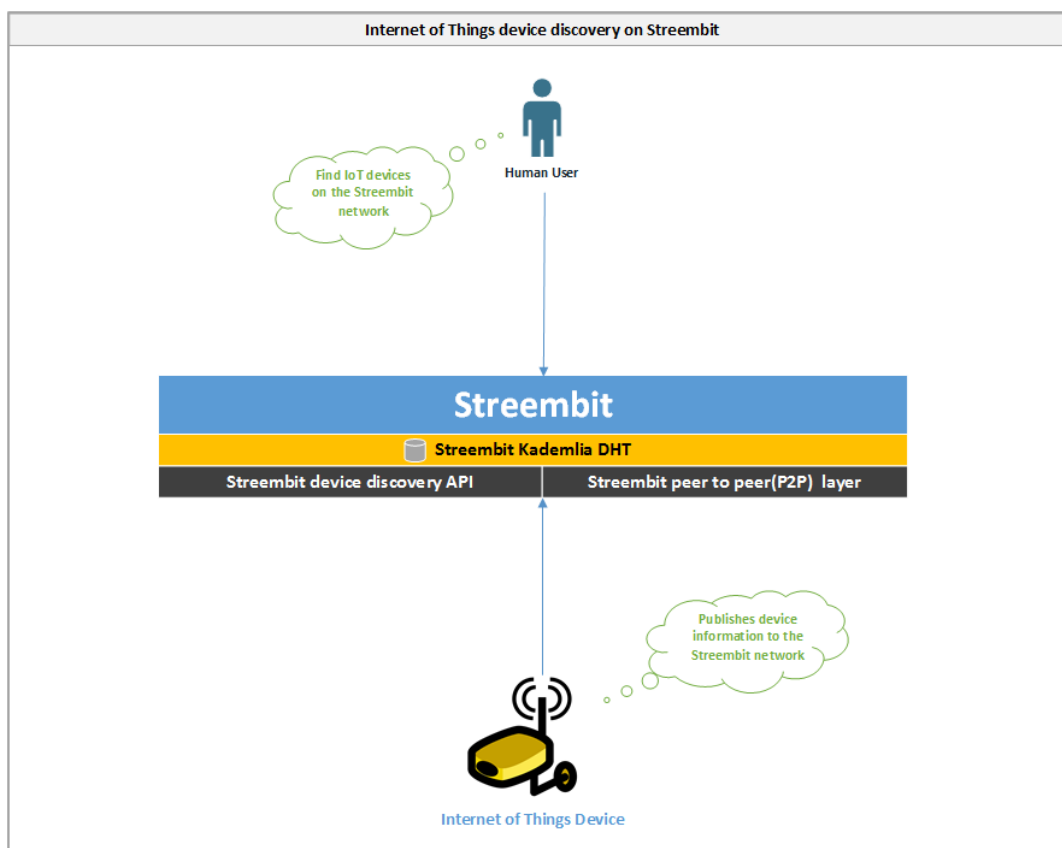 Internet of Things device discovery on Streembit
Find IoT devices
on the Streembit
network
Human User
Streembit
Streembit Kademlia DHT
Streembit device discovery API
Streembit peer to peer(P2P) layer
Publishes device
information to the
Streembit network
Internet of Things Device